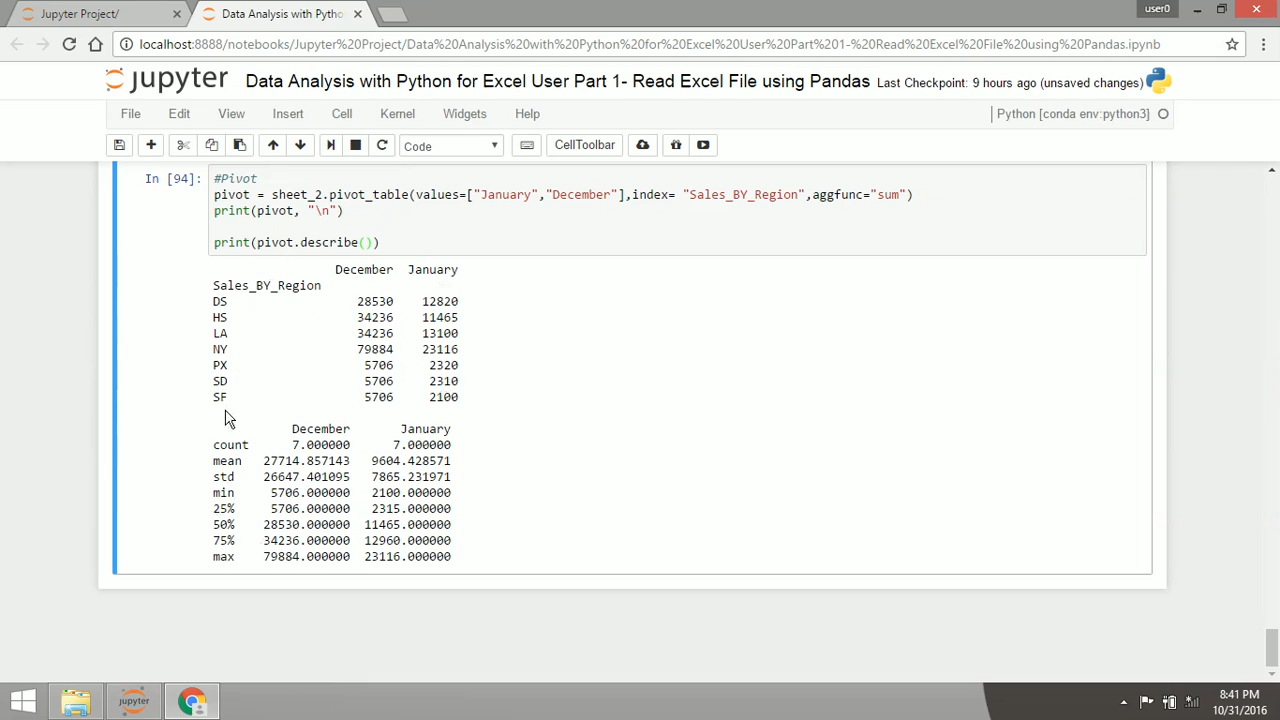 Jupyter Project/
Data Analysis with Pytho
user0
localhost:8888/notebooks/Jupyter%20Project/Data%20Analysis%20with%20Python%20for%20Excel%20User%20Part%201-%20Read%20Excel%20File%20using%20Pandas.ipynb
jupyter Data Analysis with Python for Excel User Part 1- Read Excel File using Pandas Last Checkpoint: 9 hours ago (unsaved changes)
File Edit View Insert Cell Kernel Widgets Help Python [conda env:python3]
Code CellToolbar
In [94]: #Pivot
pivot = sheet_2.pivot_table(values=["January","December"],index= "Sales_BY_Region",aggfunc="sum")
print(pivot, "\n")
print(pivot.describe())
December January
Sales_BY_Region
DS 28530 12820
HS 34236 11465
LA 34236 13100
NY 79884 23116
PX 5706 2320
SD 5706 2310
SF 5706 2100
December January
count 7.000000 7.000000
mean 27714.857143 9604.428571
std 26647.401095 7865.231971
min 5706.000000 2100.000000
25% 5706.000000 2315.000000
50% 28530.000000 11465.000000
75% 34236.000000 12960.000000
max 79884.000000 23116.000000
jupyter
8:41 PM
10/31/2016